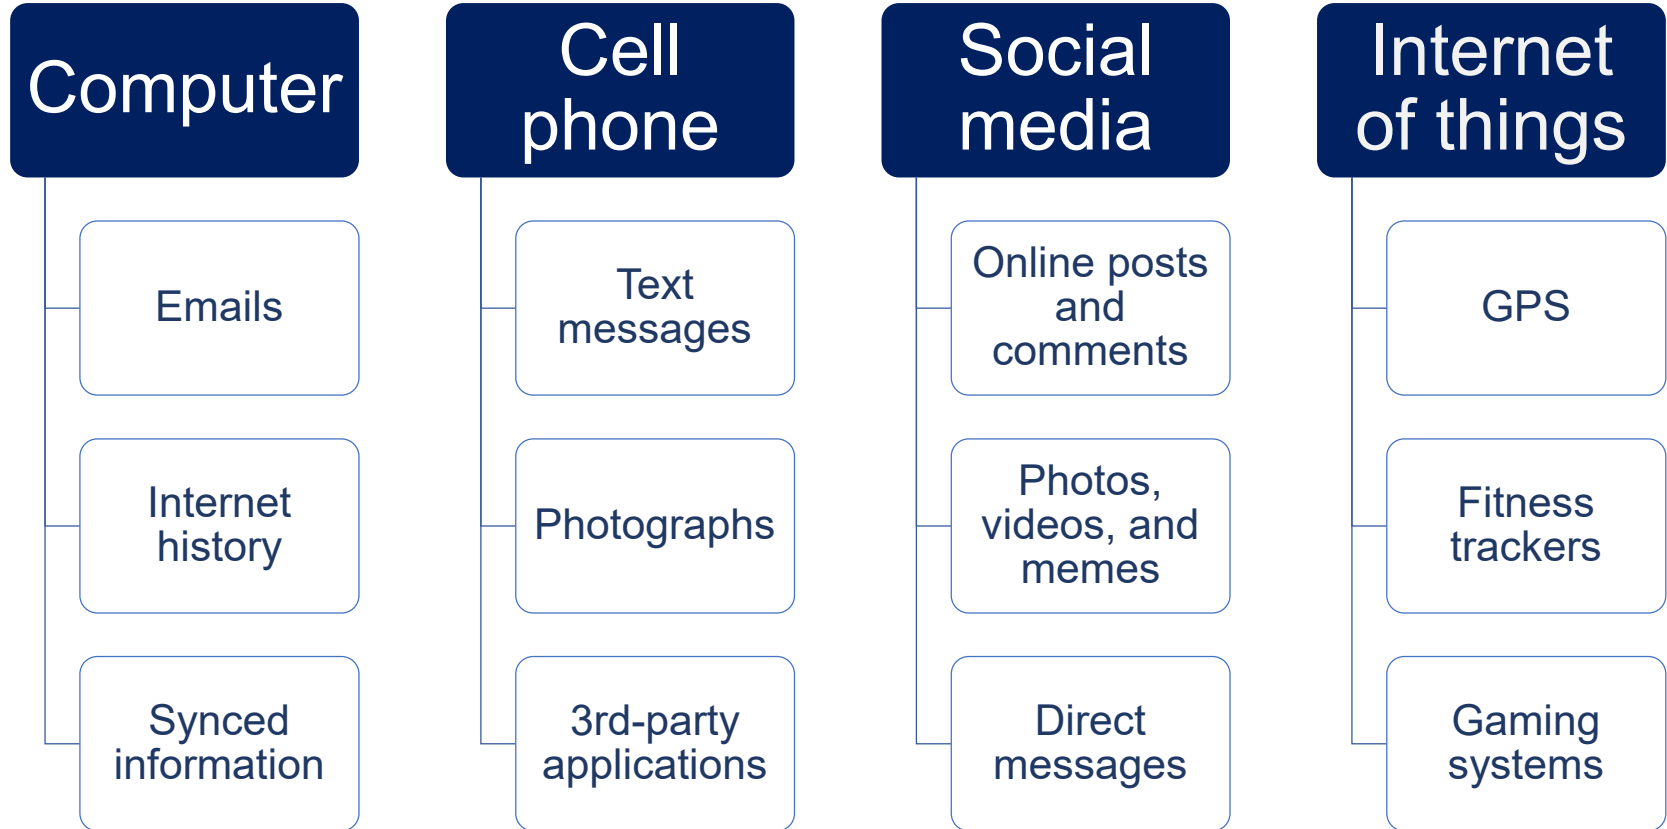 Computer
Emails
Internet
history
Synced
information
Cell
phone
Text
messages
Photographs
3rd-party
applications
Social
media
Online posts
and
comments
Photos,
videos, and
memes
Direct
messages
Internet
of things
GPS
Fitness
trackers
Gaming
systems